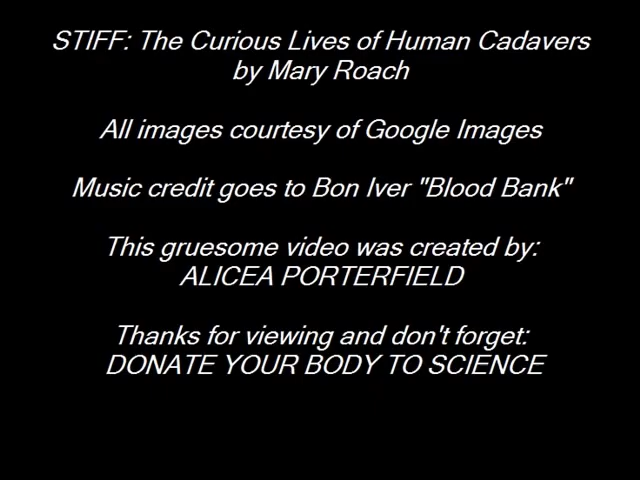 STIFF: The Curious Lives of Human Cadavers
by Mary Roach
All images courtesy of Google Images
Music credit goes to Bon Iver "Blood Bank"
This gruesome video was created by:
ALICEA PORTERFIELD
Thanks for viewing and don't forget:
DONATE YOUR BODY TO SCIENCE